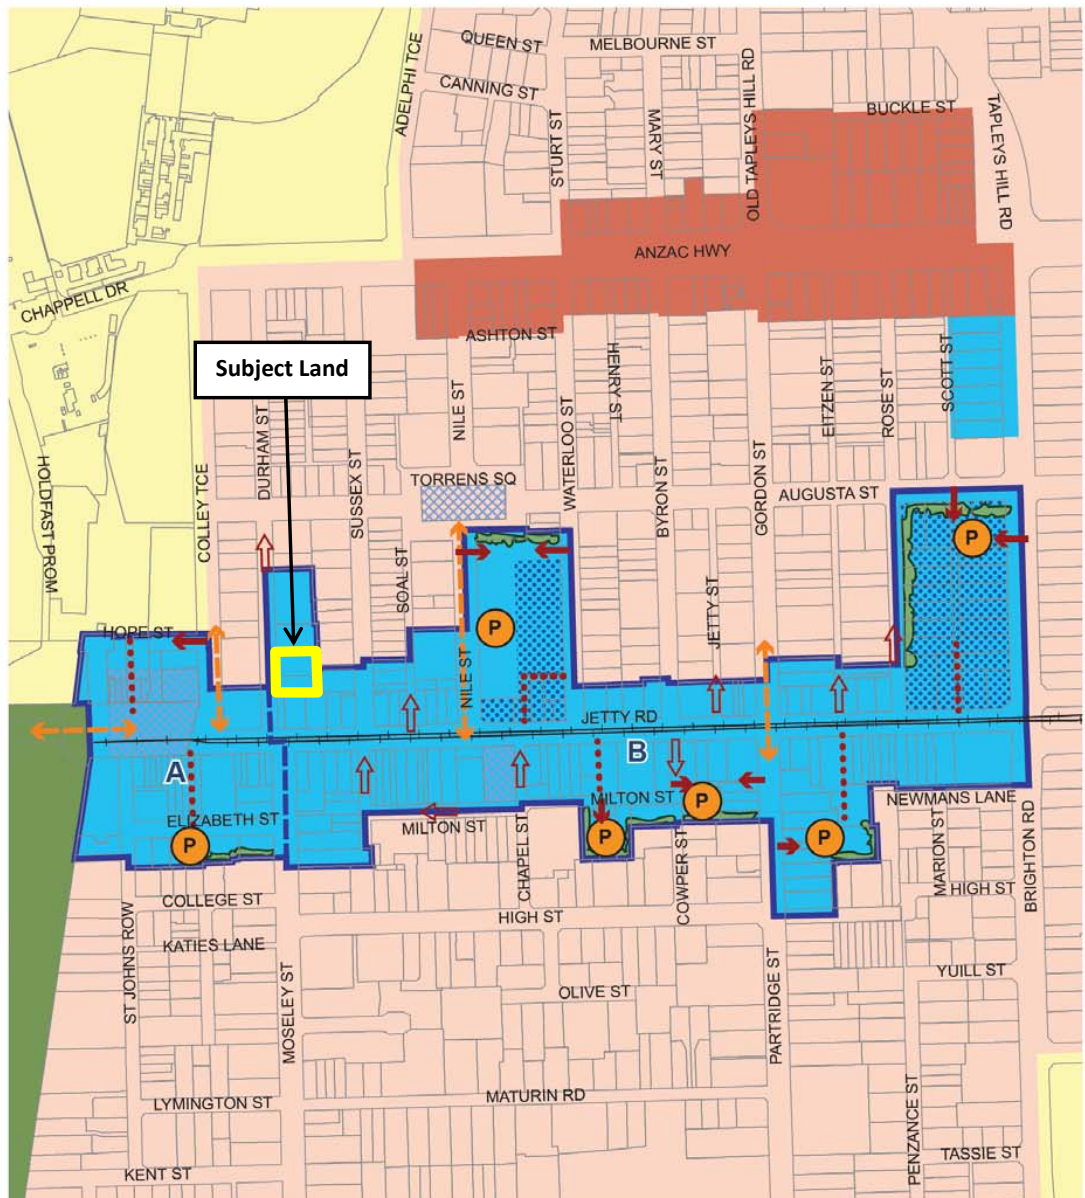 QUEEN ST
MELBOURNE ST
CANNING ST
ADELPHI TCE
STURT ST
MARY ST
OLD TAPLEYS HILL RD
BUCKLE ST
TAPLEYS HILL RD
ANZAC HWY
CHAPPELL DR
ASHTON ST
Subject Land
HOLDFAST PROM
COLLEY TCE
DURHAM ST
SUSSEX ST
NILE ST
HENRY ST
WATERLOO ST
EITZEN ST
ROSE ST
SCOTT ST
TORRENS SQ
BYRON ST
GORDON ST
AUGUSTA ST
SOAL ST
JETTY ST
P
P
HOPE ST
NILE ST
JETTY RD
A
B
ELIZABETH ST
MILTON ST
MILTON ST
NEWMANS LANE
P
P
P
P
CHAPEL ST
COWPER ST
MARION ST
BRIGHTON RD
COLLEGE ST
HIGH ST
HIGH ST
KATIES LANE
ST JOHNS ROW
MOSELEY ST
OLIVE ST
PARTRIDGE ST
YUILL ST
LYMINGTON ST
MATURIN RD
PENZANCE ST
KENT ST
TASSIE ST